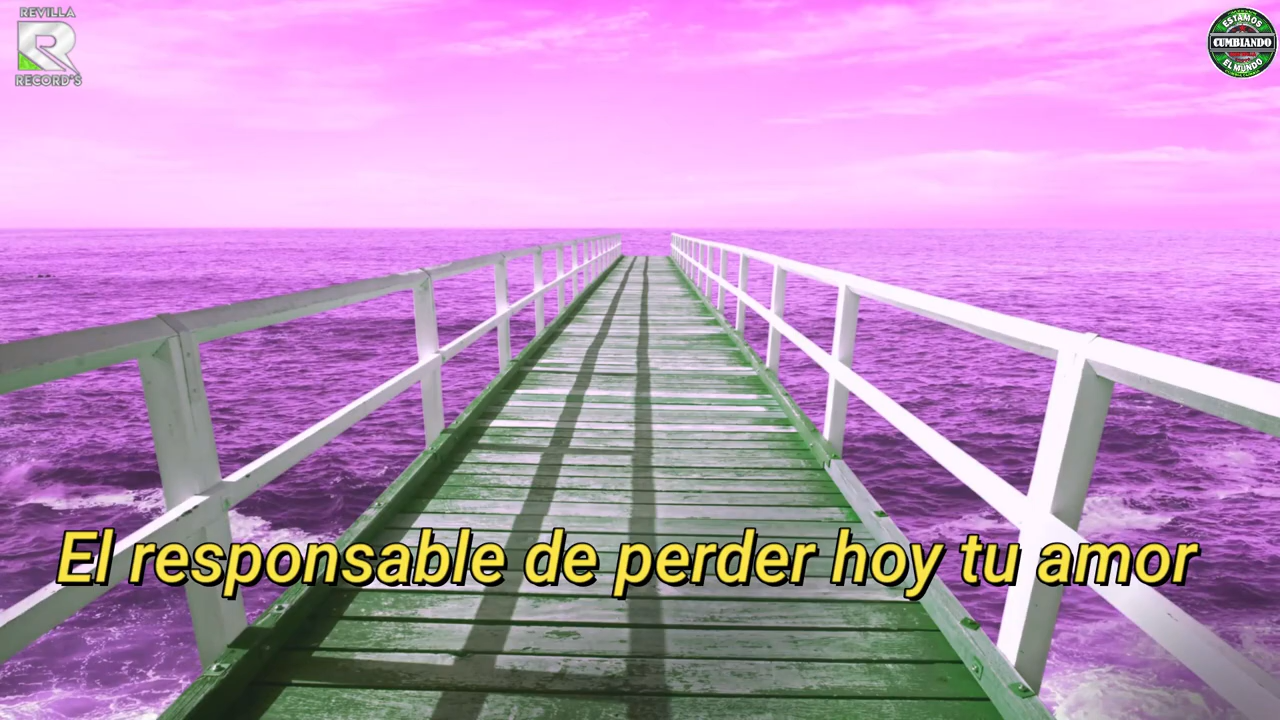 REVILLA
RECORD'S
ESTAMOS
CUMBIANDO
EL MUNDO
El responsable de perder hoy tu amor